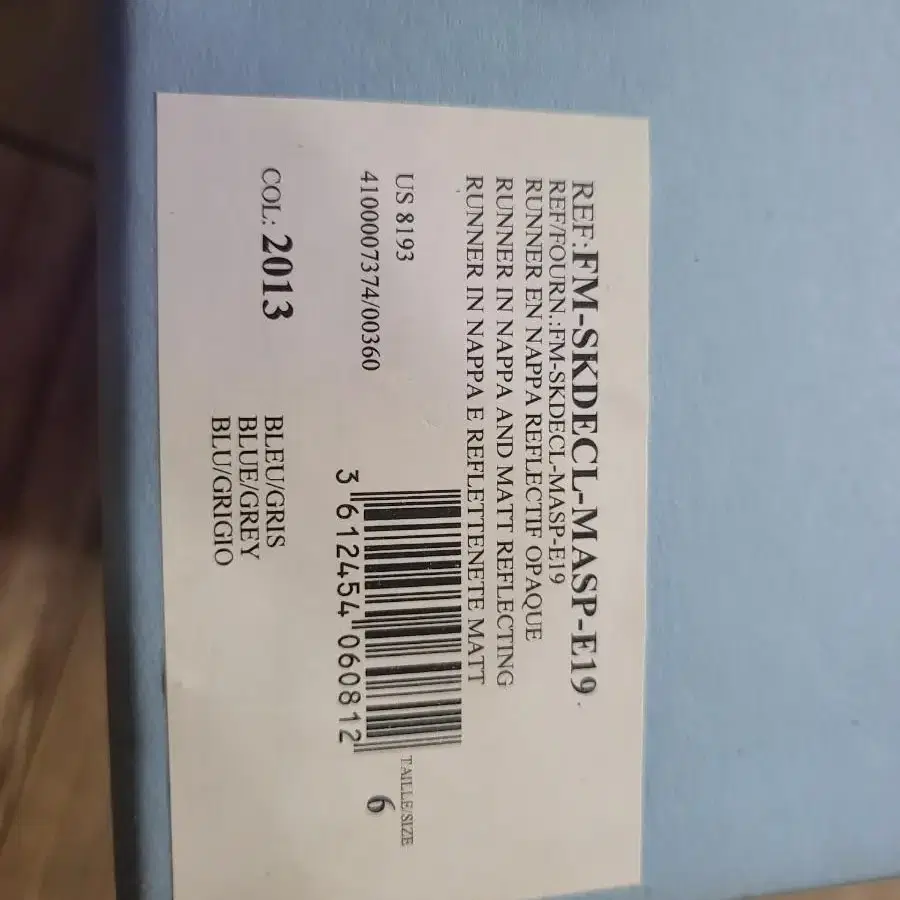 REF:FM-SKDECL-MASP-E19
REF/FOURN.:FM-SKDECL-MASP-E19
RUNNER EN NAPPA REFLECTIF OPAQUE
RUNNER IN NAPPA AND MATT REFLECTING
RUNNER IN NAPPA E REFLETTENETE MATT
US 8193
4100007374/00360
3 612454 060812
TAILLE/SIZE
6
COL: 2013
BLEU/GRIS
BLUE/GREY
BLU/GRIGIO